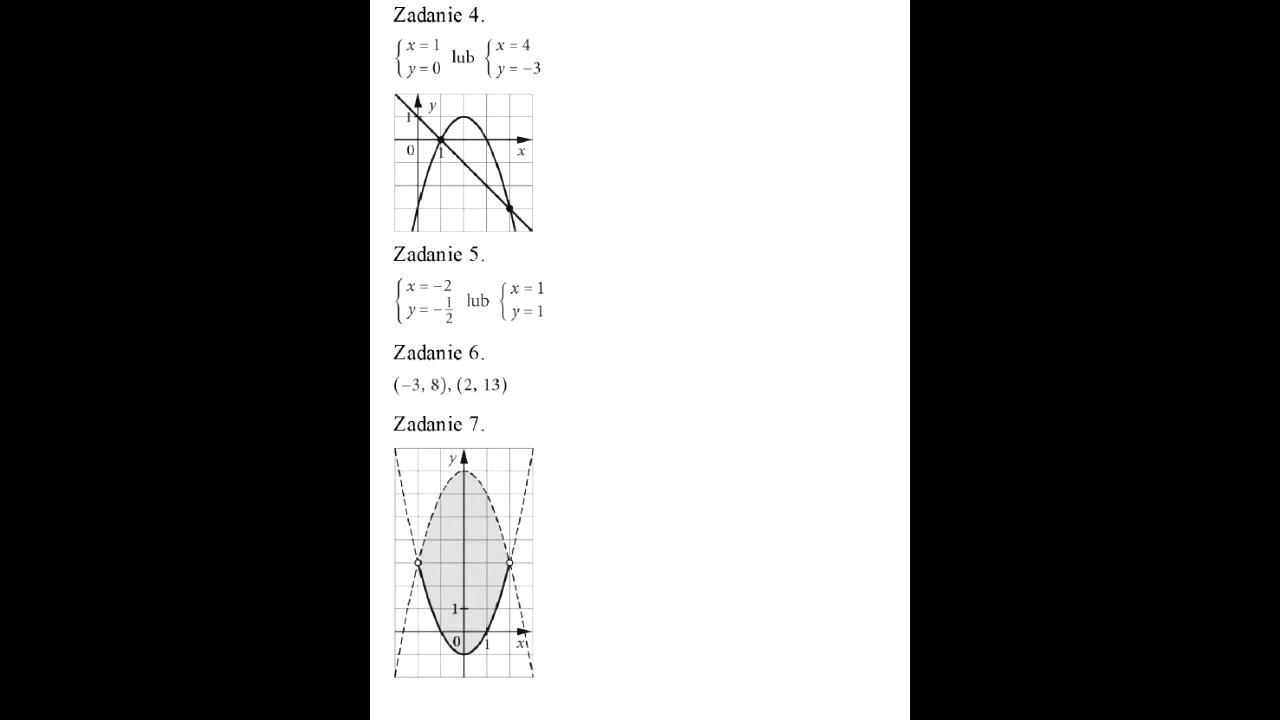 Zadanie 4.
{ x = 1 lub { x = 4
y = 0 y = −3
y
1
0 1 x
Zadanie 5.
{ x = −2 lub { x = 1
y = −1/2 y = 1
Zadanie 6.
(−3, 8), (2, 13)
Zadanie 7.
y
1
0 1 x